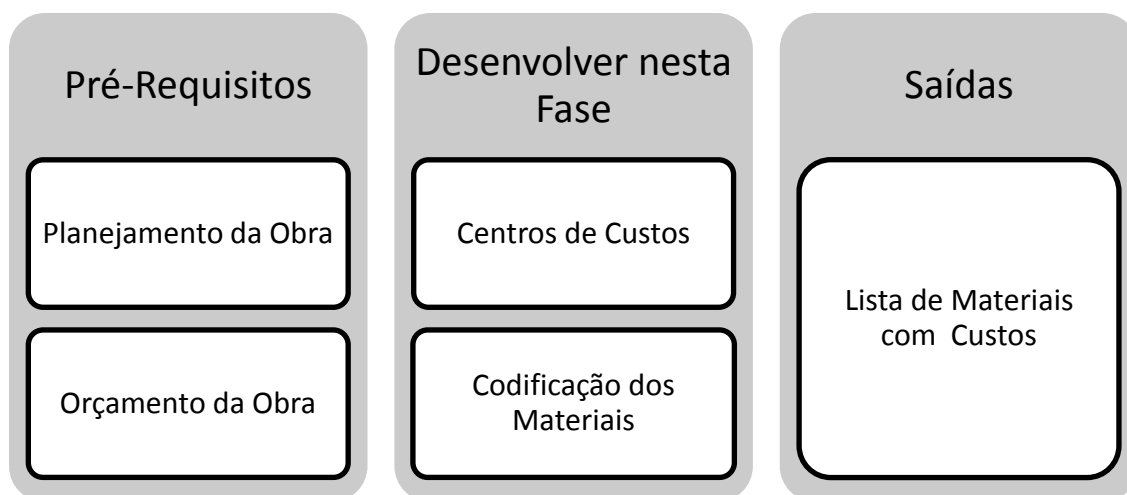 Pré-Requisitos
Planejamento da Obra
Orçamento da Obra
Desenvolver nesta
Fase
Centros de Custos
Codificação dos
Materiais
Saídas
Lista de Materiais
com Custos